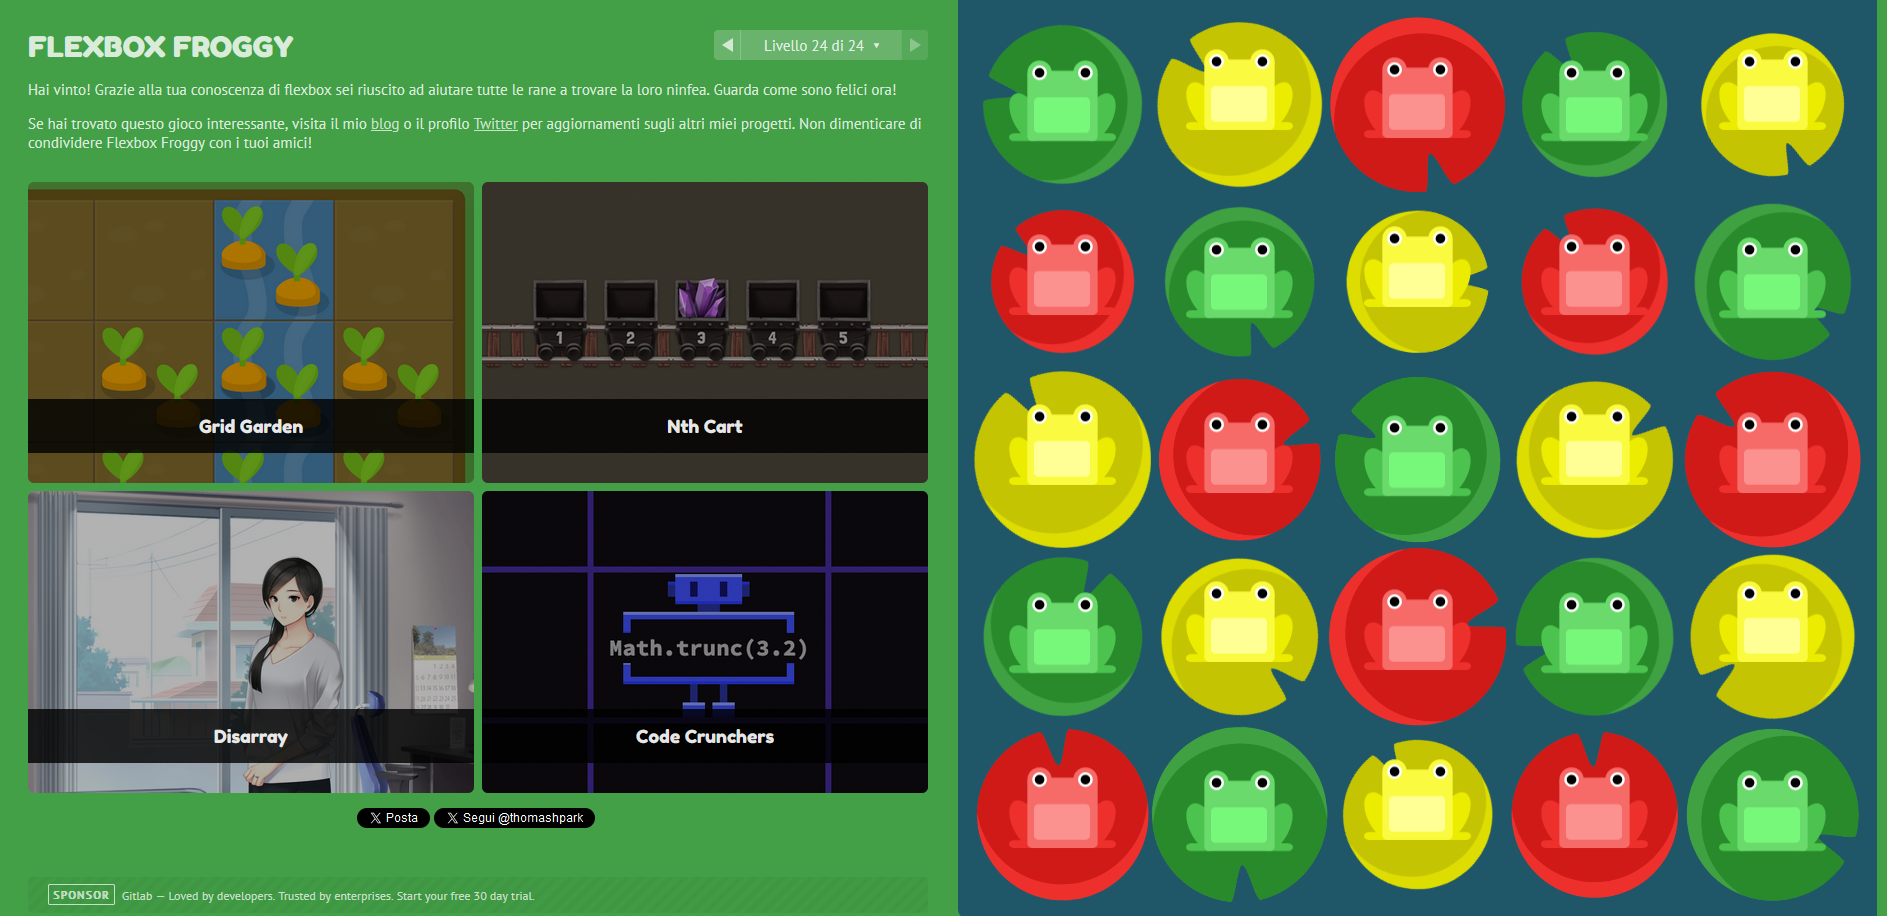 FLEXBOX FROGGY
Livello 24 di 24
Hai vinto! Grazie alla tua conoscenza di flexbox sei riuscito ad aiutare tutte le rane a trovare la loro ninfea. Guarda come sono felici ora!
Se hai trovato questo gioco interessante, visita il mio blog o il profilo Twitter per aggiornamenti sugli altri miei progetti. Non dimenticare di
condividere Flexbox Froggy con i tuoi amici!
1 2 3 4 5
Grid Garden
Nth Cart
Math.trunc(3.2)
Disarray
Code Crunchers
Posta
Segui @thomashpark
SPONSOR Gitlab — Loved by developers. Trusted by enterprises. Start your free 30 day trial.